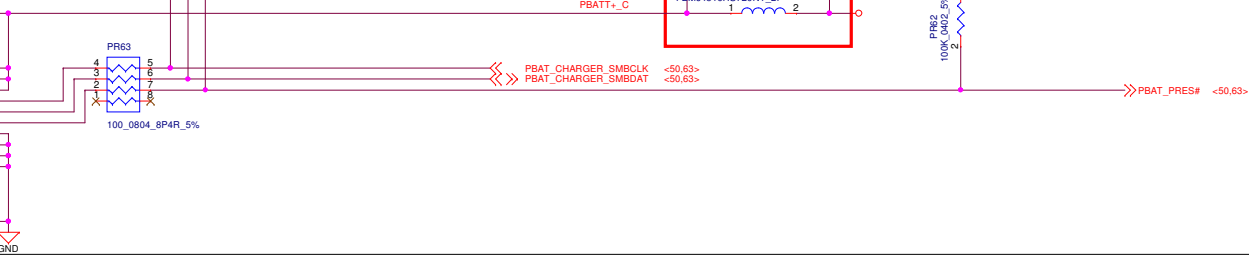 PBATT+_C
1 2
PR62
100K_0402_5%
2
PR63
4 5
3 6
2 7
1 8
100_0804_8P4R_5%
PBAT_CHARGER_SMBCLK <50,63>
PBAT_CHARGER_SMBDAT <50,63>
PBAT_PRES# <50,63>
GND